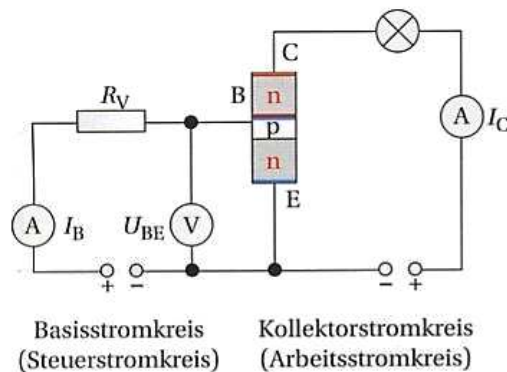 C
R_V
B
n
p
n
A
I_C
E
A
I_B
U_BE
V
+ -
- +
Basisstromkreis
(Steuerstromkreis)
Kollektorstromkreis
(Arbeitsstromkreis)